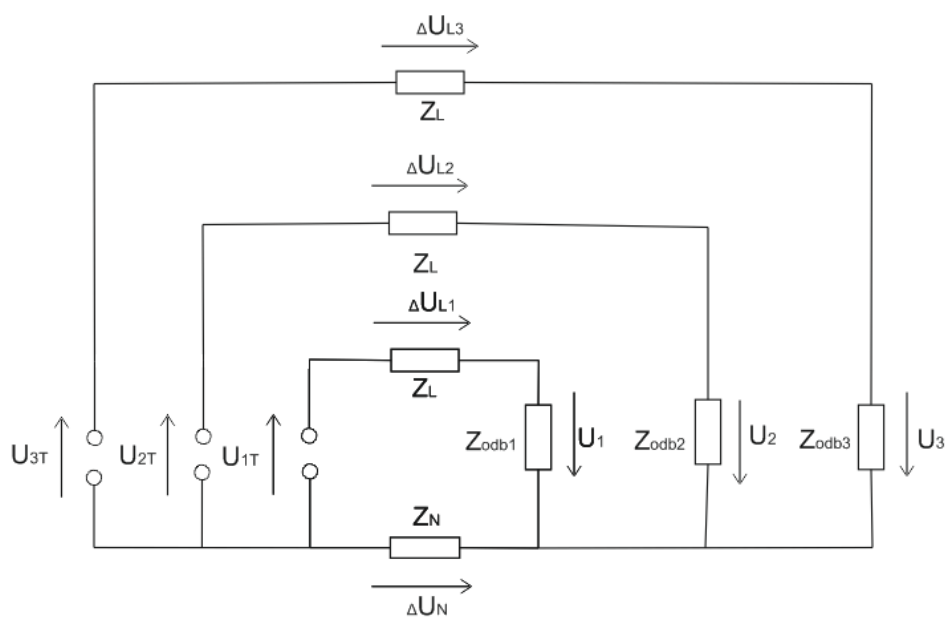 ΔUL3
ZL
ΔUL2
ZL
ΔUL1
ZL
U3T
U2T
U1T
Zodb1
U1
Zodb2
U2
Zodb3
U3
ZN
ΔUN